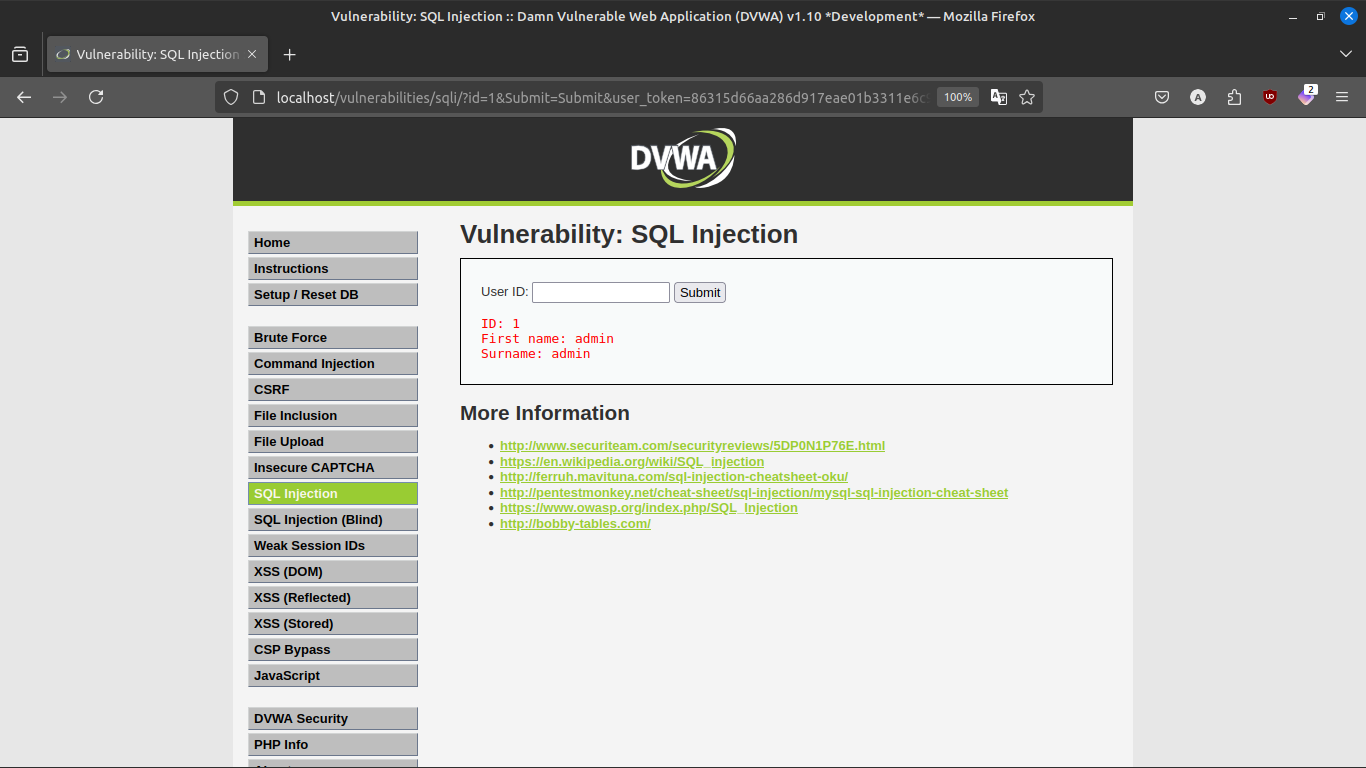 Vulnerability: SQL Injection :: Damn Vulnerable Web Application (DVWA) v1.10 *Development* — Mozilla Firefox
Vulnerability: SQL Injection
localhost/vulnerabilities/sqli/?id=1&Submit=Submit&user_token=86315d66aa286d917eae01b3311e6c
100%
A
2
DVWA
Home
Instructions
Setup / Reset DB
Brute Force
Command Injection
CSRF
File Inclusion
File Upload
Insecure CAPTCHA
SQL Injection
SQL Injection (Blind)
Weak Session IDs
XSS (DOM)
XSS (Reflected)
XSS (Stored)
CSP Bypass
JavaScript
DVWA Security
PHP Info
Vulnerability: SQL Injection
User ID:
Submit
ID: 1
First name: admin
Surname: admin
More Information
http://www.securiteam.com/securityreviews/5DP0N1P76E.html
https://en.wikipedia.org/wiki/SQL_injection
http://ferruh.mavituna.com/sql-injection-cheatsheet-oku/
http://pentestmonkey.net/cheat-sheet/sql-injection/mysql-sql-injection-cheat-sheet
https://www.owasp.org/index.php/SQL_Injection
http://bobby-tables.com/